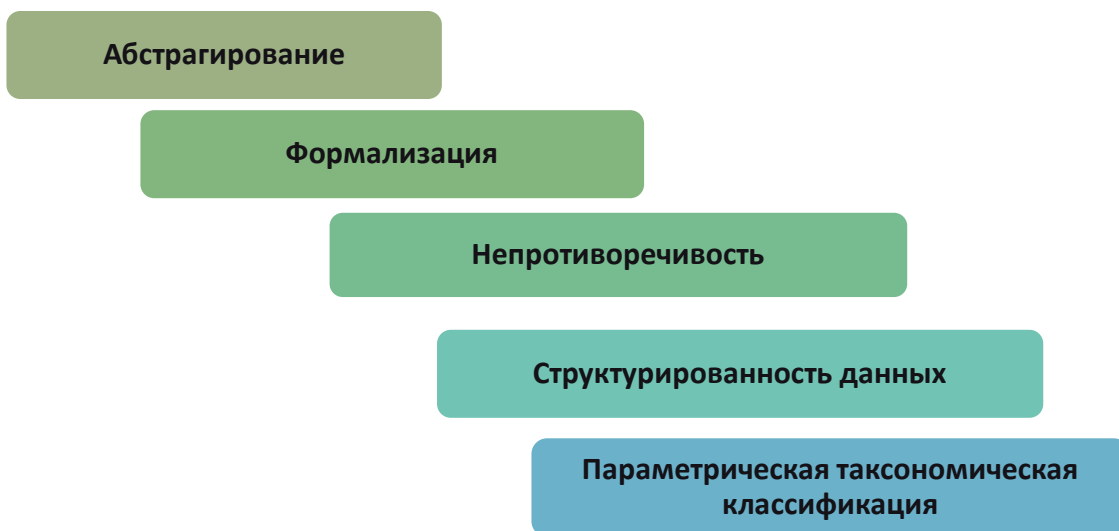 Абстрагирование
Формализация
Непротиворечивость
Структурированность данных
Параметрическая таксономическая
классификация